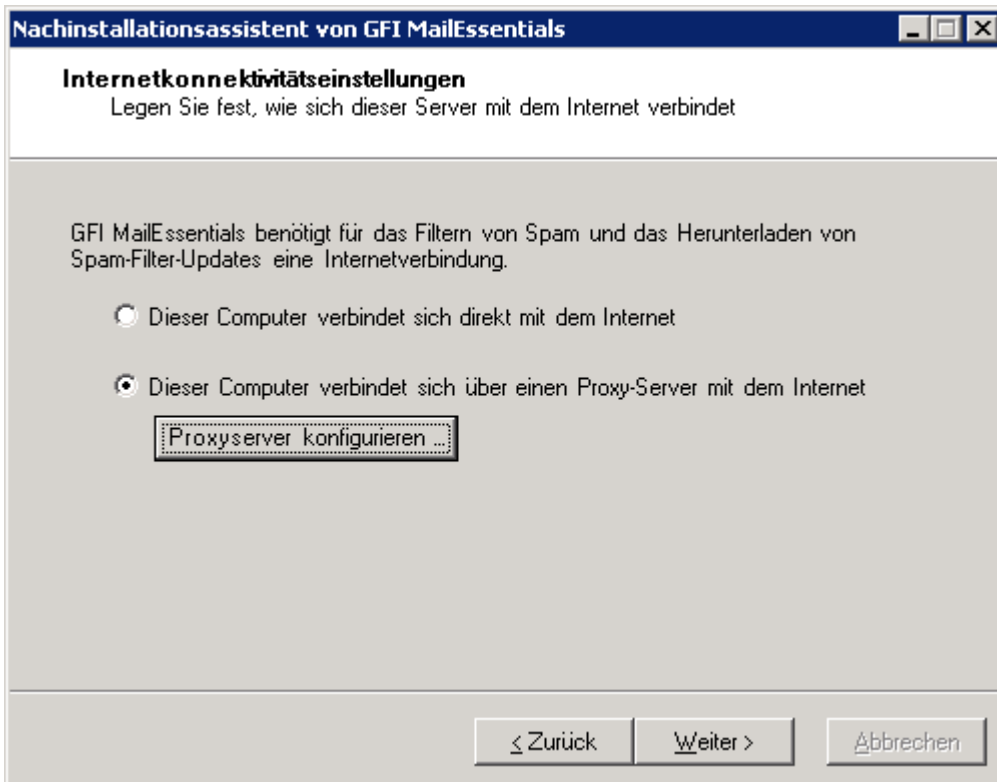 Nachinstallationsassistent von GFI MailEssentials
Internetkonnektivitätseinstellungen
Legen Sie fest, wie sich dieser Server mit dem Internet verbindet
GFI MailEssentials benötigt für das Filtern von Spam und das Herunterladen von
Spam-Filter-Updates eine Internetverbindung.
Dieser Computer verbindet sich direkt mit dem Internet
Dieser Computer verbindet sich über einen Proxy-Server mit dem Internet
Proxyserver konfigurieren ...
< Zurück
Weiter >
Abbrechen